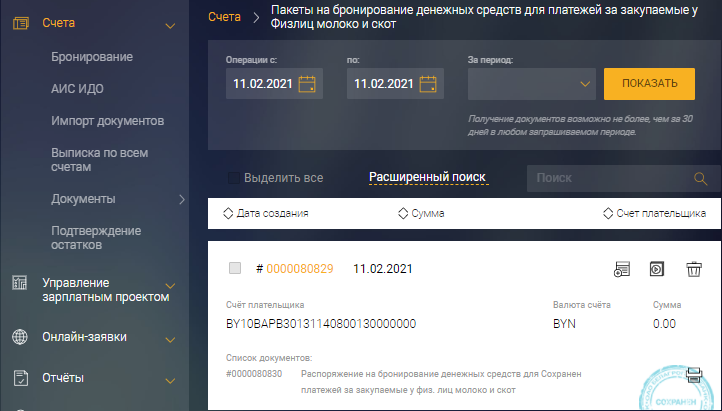 Счета
Бронирование
АИС ИДО
Импорт документов
Выписка по всем
счетам
Документы
Подтверждение
остатков
Управление
зарплатным проектом
Онлайн-заявки
Отчёты
Счета
Пакеты на бронирование денежных средств для платежей за закупаемые у
Физлиц молоко и скот
Операции с: по: За период:
11.02.2021 11.02.2021 ПОКАЗАТЬ
Получение документов возможно не более, чем за 30
дней в любом запрашиваемом периоде.
Выделить все Расширенный поиск Поиск
Дата создания Сумма Счет плательщика
# 0000080829 11.02.2021
Счёт плательщика Валюта счёта Сумма
BY10BAPB30131140800130000000 BYN 0.00
Список документов:
#0000080830 Распоряжение на бронирование денежных средств для Сохранен
платежей за закупаемые у физ. лиц молоко и скот
СОХРАНЕН